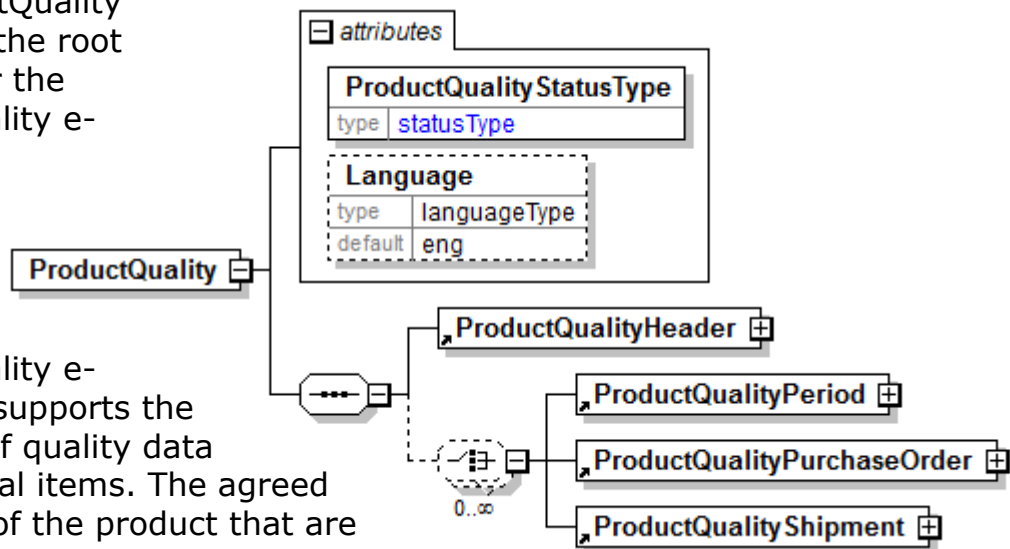 tQuality
the root
r the
lity e-
attributes
ProductQualityStatusType
type statusType
Language
type languageType
default eng
ProductQuality
ProductQualityHeader
lity e-
supports the
f quality data
al items. The agreed
of the product that are
ProductQualityPeriod
ProductQualityPurchaseOrder
0..∞
ProductQualityShipment